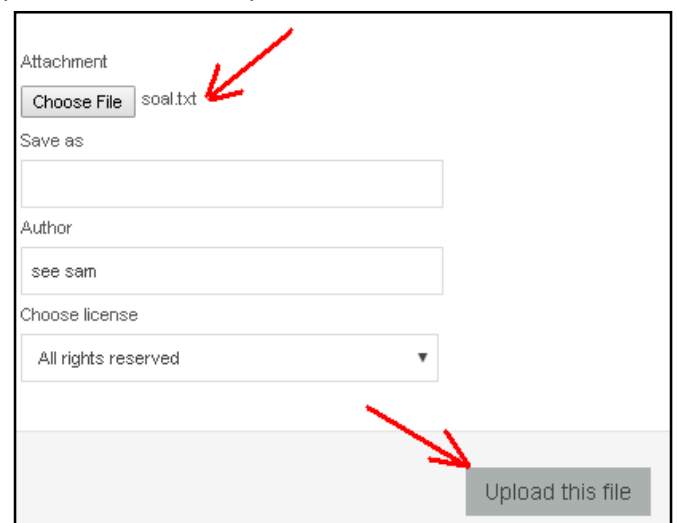 Attachment
Choose File soal.txt
Save as
Author
see sam
Choose license
All rights reserved
Upload this file